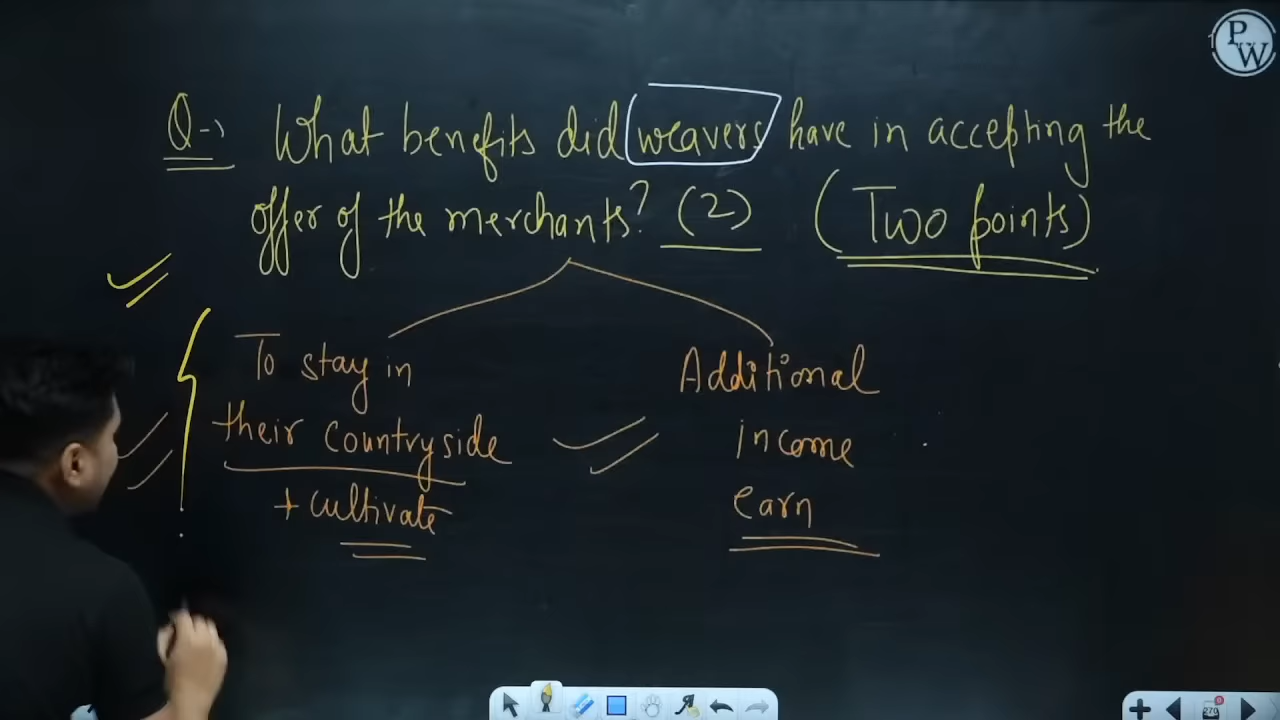 PW
Q→ What benefits did weavers have in accepting the
offer of the merchants? (2) (Two points)
To stay in
their countryside
+ cultivate
Additional
income
earn
270